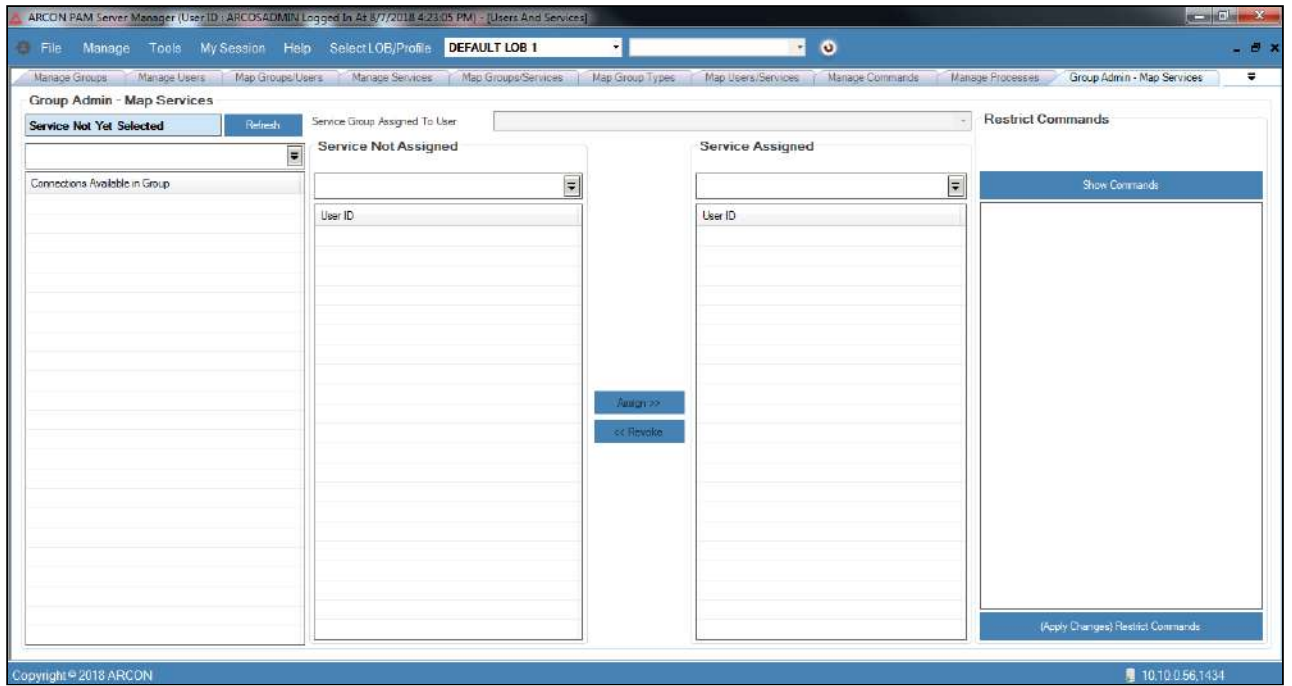 ARCON PAM Server Manager (User ID : ARCOSADMIN Logged In At 8/7/2018 4:23:05 PM) - [Users And Services]
File Manage Tools My Session Help Select LOB/Profile DEFAULT LOB 1
Manage Groups Manage Users Map Groups/Users Manage Services Map Groups/Services Map Group Types Map Users/Services Manage Commands Manage Processes Group Admin - Map Services
Group Admin - Map Services
Service Not Yet Selected Refresh Service Group Assigned To User Restrict Commands
Service Not Assigned Service Assigned
Connections Available in Group Show Commands
User ID User ID
Assign >>
<< Revoke
(Apply Changes) Restrict Commands
Copyright © 2018 ARCON 10.10.0.56,1434